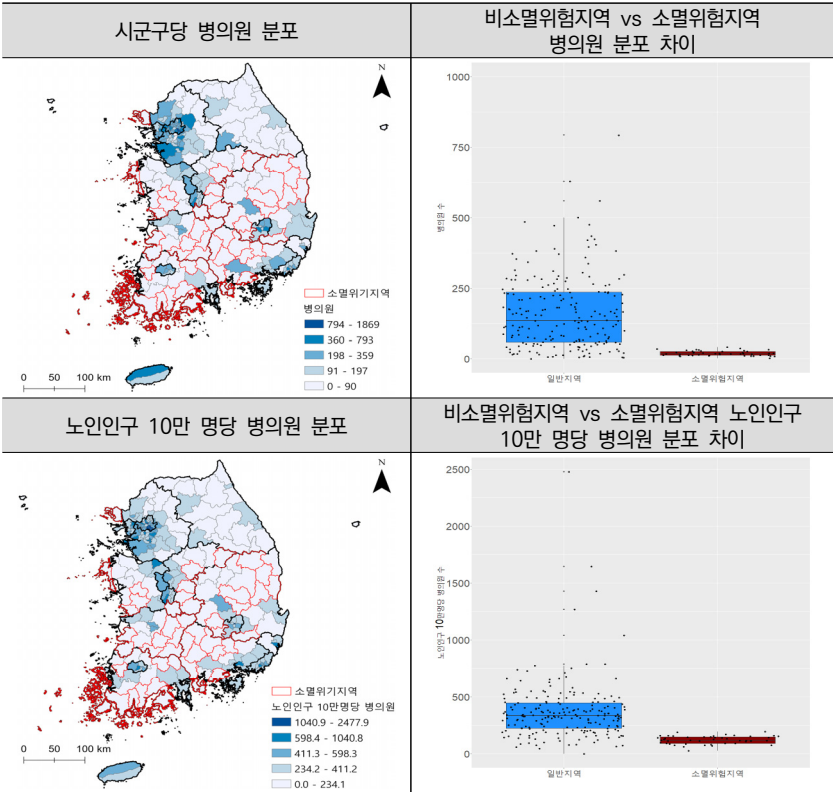 시군구당 병의원 분포
비소멸위험지역 vs 소멸위험지역
병의원 분포 차이
N
소멸위기지역
병의원
794 - 1869
360 - 793
198 - 359
91 - 197
0 - 90
0 50 100 km
1000
750
500
250
0
병의원 수
일반지역
소멸위험지역
노인인구 10만 명당 병의원 분포
비소멸위험지역 vs 소멸위험지역 노인인구
10만 명당 병의원 분포 차이
N
소멸위기지역
노인인구 10만명당 병의원
1040.9 - 2477.9
598.4 - 1040.8
411.3 - 598.3
234.2 - 411.2
0.0 - 234.1
0 50 100 km
2500
2000
1500
1000
500
0
노인인구 10만명당 병의원 수
일반지역
소멸위험지역